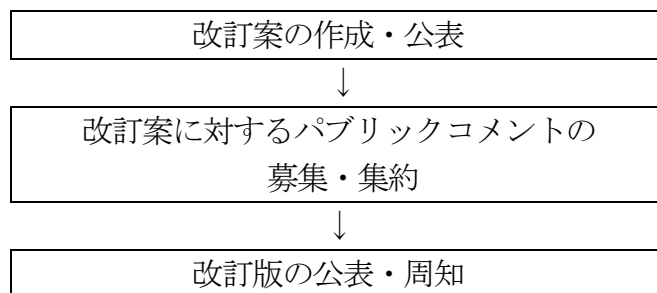 改訂案の作成・公表
↓
改訂案に対するパブリックコメントの
募集・集約
↓
改訂版の公表・周知